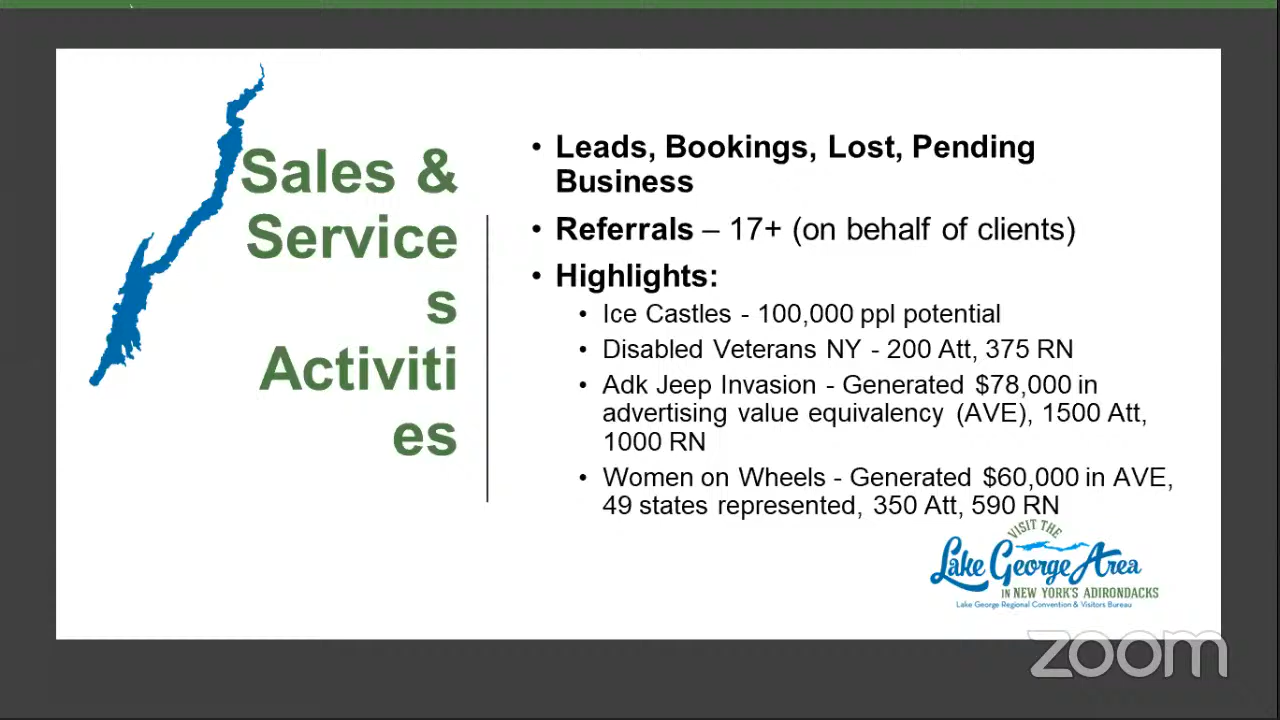 Sales &
Service
s
Activiti
es
• Leads, Bookings, Lost, Pending
Business
• Referrals – 17+ (on behalf of clients)
• Highlights:
• Ice Castles - 100,000 ppl potential
• Disabled Veterans NY - 200 Att, 375 RN
• Adk Jeep Invasion - Generated $78,000 in
advertising value equivalency (AVE), 1500 Att,
1000 RN
• Women on Wheels - Generated $60,000 in AVE,
49 states represented, 350 Att, 590 RN
VISIT THE
Lake George Area
IN NEW YORK'S ADIRONDACKS
Lake George Regional Convention & Visitors Bureau
zoom